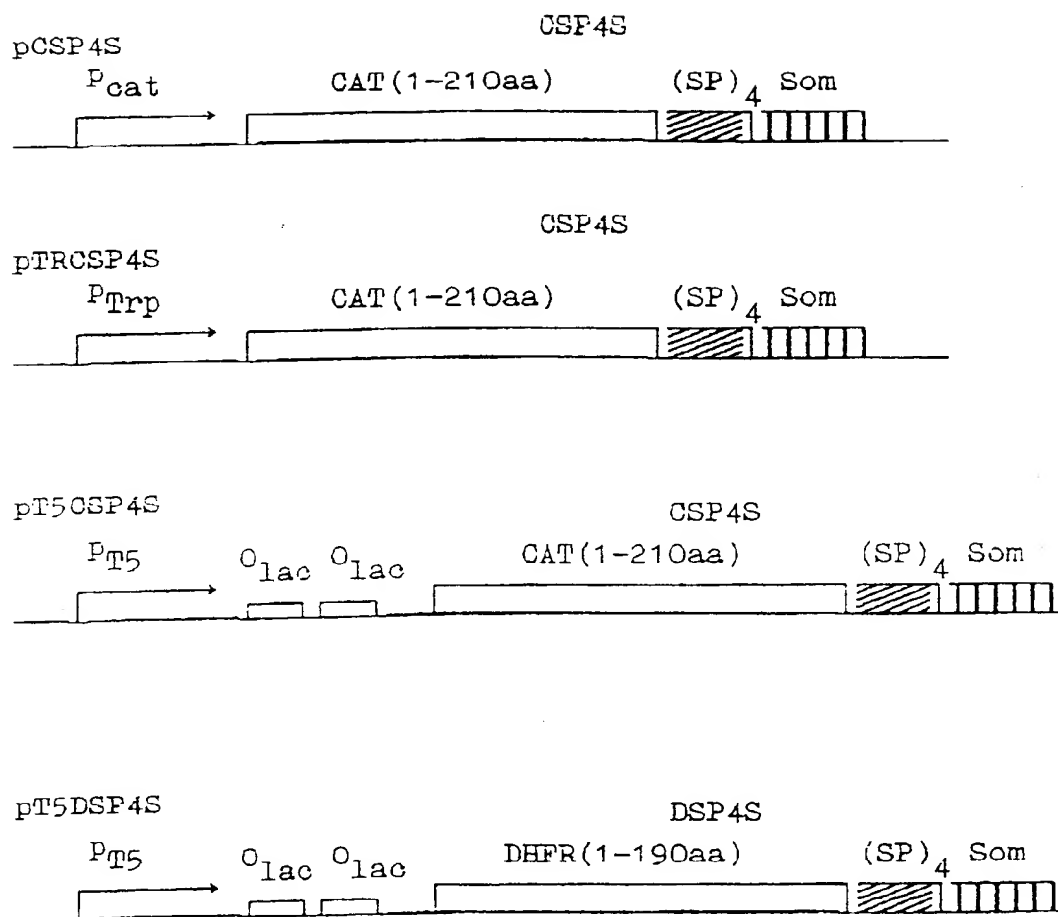 CSP4S
pCSP4S
Pcat CAT(1-210aa) (SP)4 Som
CSP4S
pTRCSP4S
PTrp CAT(1-210aa) (SP)4 Som
pT5CSP4S
CSP4S
PT5 Olac Olac CAT(1-210aa) (SP)4 Som
pT5DSP4S
DSP4S
PT5 Olac Olac DHFR(1-190aa) (SP)4 Som